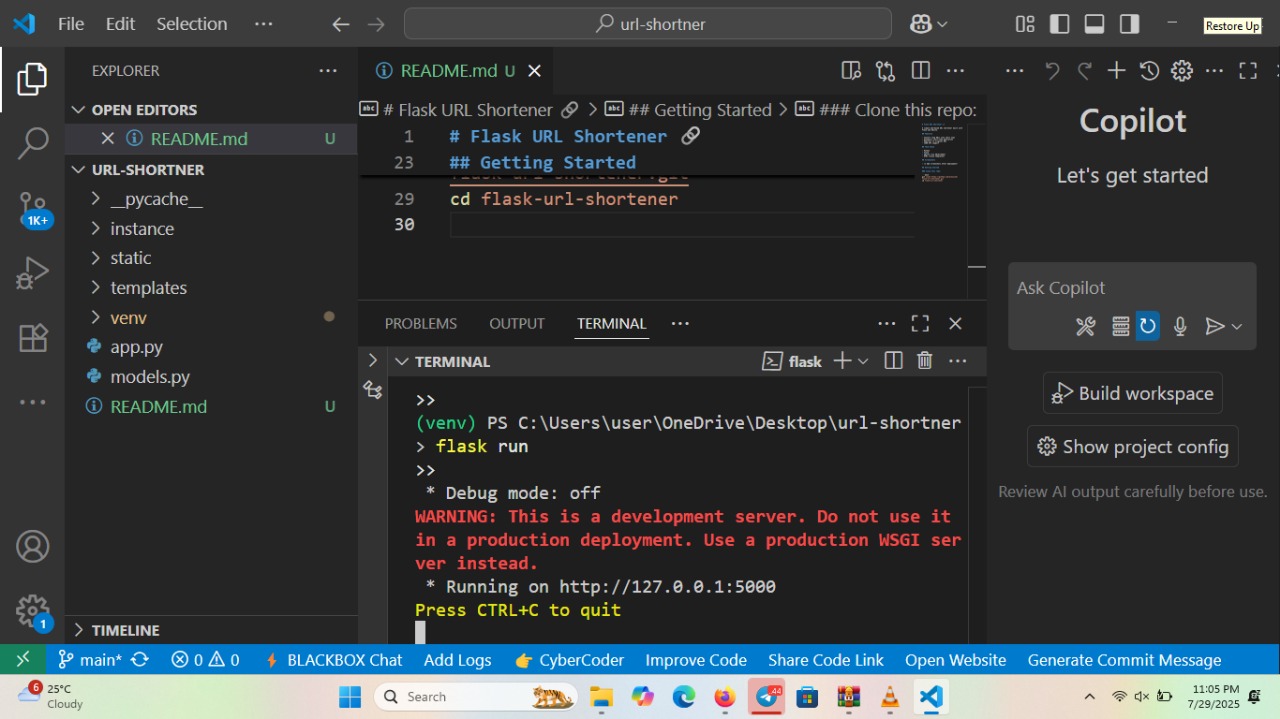 File Edit Selection ···
url-shortner
Restore Up
EXPLORER
OPEN EDITORS
README.md U
URL-SHORTNER
__pycache__
instance
static
templates
venv
app.py
models.py
README.md U
TIMELINE
1K+
1
README.md U
# Flask URL Shortener > ## Getting Started > ### Clone this repo:
1 # Flask URL Shortener
23 ## Getting Started
flask-url-shortener.git
29 cd flask-url-shortener
30
PROBLEMS OUTPUT TERMINAL ···
TERMINAL
flask
>>
(venv) PS C:\Users\user\OneDrive\Desktop\url-shortner
> flask run
>>
* Debug mode: off
WARNING: This is a development server. Do not use it
in a production deployment. Use a production WSGI ser
ver instead.
* Running on http://127.0.0.1:5000
Press CTRL+C to quit
Copilot
Let's get started
Ask Copilot
Build workspace
Show project config
Review AI output carefully before use.
main* 0 0 BLACKBOX Chat Add Logs CyberCoder Improve Code Share Code Link Open Website Generate Commit Message
6
25°C
Cloudy
Search
44
11:05 PM
7/29/2025